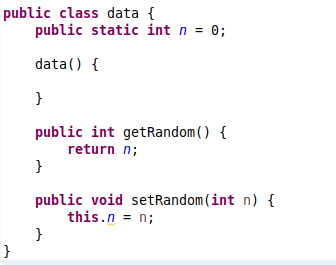 public class data {
    public static int n = 0;

    data() {

    }

    public int getRandom() {
        return n;
    }

    public void setRandom(int n) {
        this.n = n;
    }
}